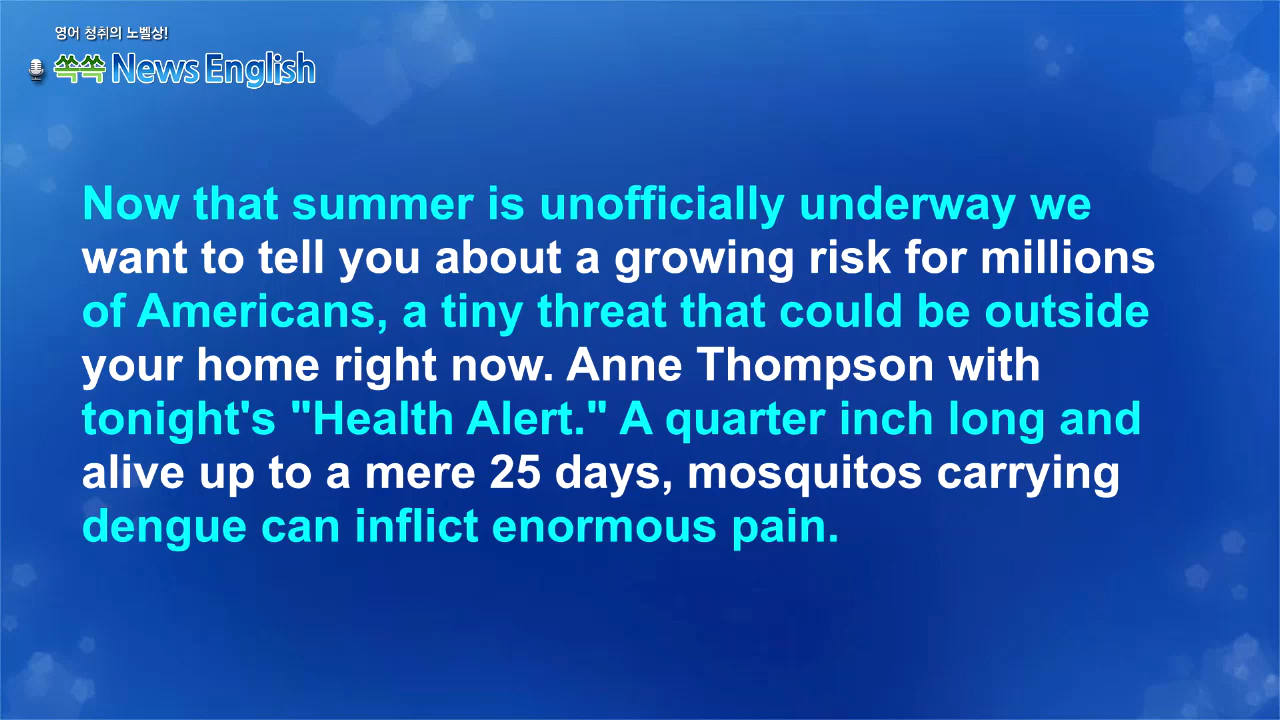 영어 청취의 노벨상!
쏙쏙 News English
Now that summer is unofficially underway we
want to tell you about a growing risk for millions
of Americans, a tiny threat that could be outside
your home right now. Anne Thompson with
tonight's "Health Alert." A quarter inch long and
alive up to a mere 25 days, mosquitos carrying
dengue can inflict enormous pain.